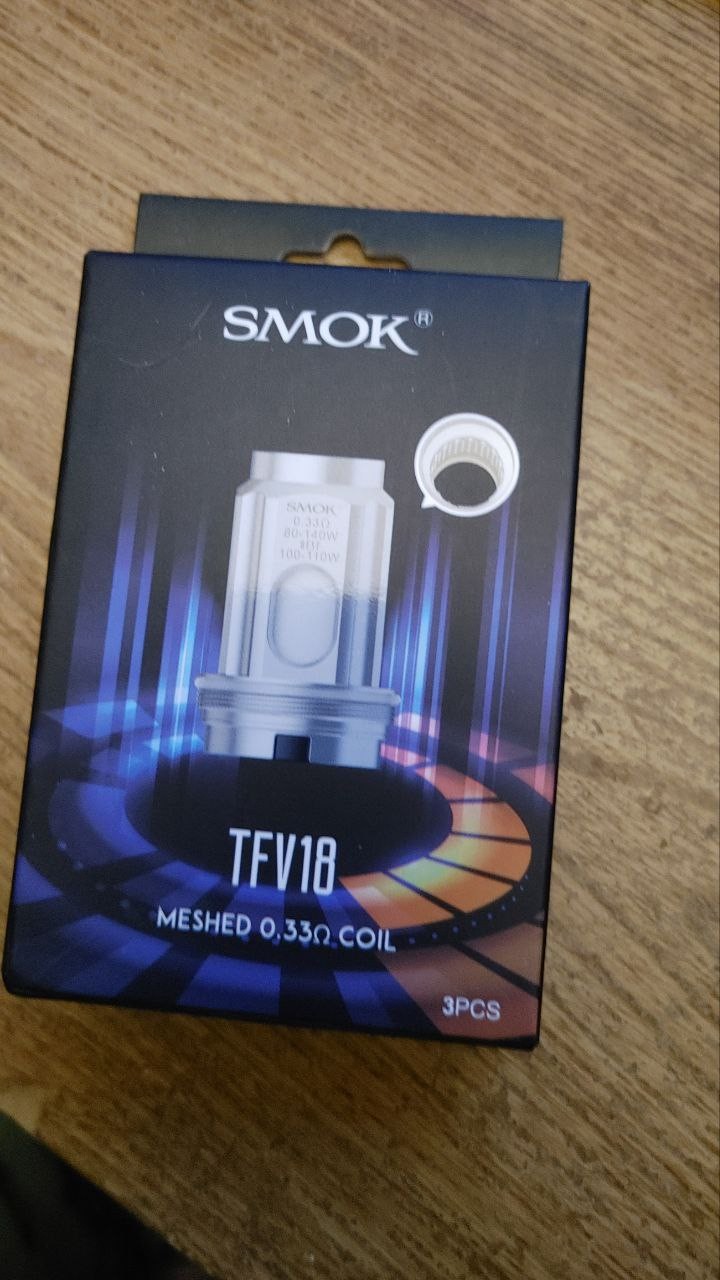 SMOK®
SMOK
0.33Ω
80-140W
BEST
100-110W
TFV18
MESHED 0.33Ω COIL
3PCS